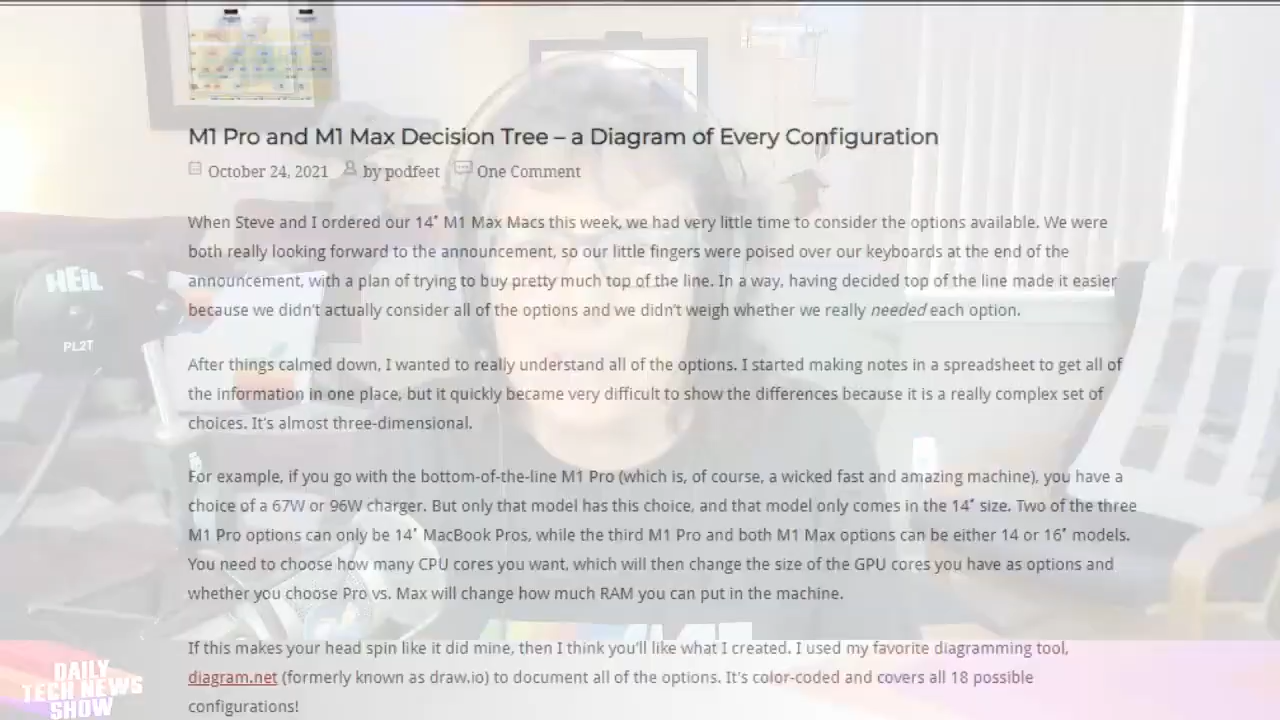 M1 Pro and M1 Max Decision Tree – a Diagram of Every Configuration
October 24, 2021 by podfeet One Comment
When Steve and I ordered our 14″ M1 Max Macs this week, we had very little time to consider the options available. We were
both really looking forward to the announcement, so our little fingers were poised over our keyboards at the end of the
announcement, with a plan of trying to buy pretty much top of the line. In a way, having decided top of the line made it easier
because we didn't actually consider all of the options and we didn't weigh whether we really needed each option.
After things calmed down, I wanted to really understand all of the options. I started making notes in a spreadsheet to get all of
the information in one place, but it quickly became very difficult to show the differences because it is a really complex set of
choices. It's almost three-dimensional.
HEiL
PL2T
For example, if you go with the bottom-of-the-line M1 Pro (which is, of course, a wicked fast and amazing machine), you have a
choice of a 67W or 96W charger. But only that model has this choice, and that model only comes in the 14″ size. Two of the three
M1 Pro options can only be 14″ MacBook Pros, while the third M1 Pro and both M1 Max options can be either 14 or 16″ models.
You need to choose how many CPU cores you want, which will then change the size of the GPU cores you have as options and
whether you choose Pro vs. Max will change how much RAM you can put in the machine.
If this makes your head spin like it did mine, then I think you'll like what I created. I used my favorite diagramming tool,
diagram.net (formerly known as draw.io) to document all of the options. It's color-coded and covers all 18 possible
configurations!
DAILY
TECH NEWS
SHOW